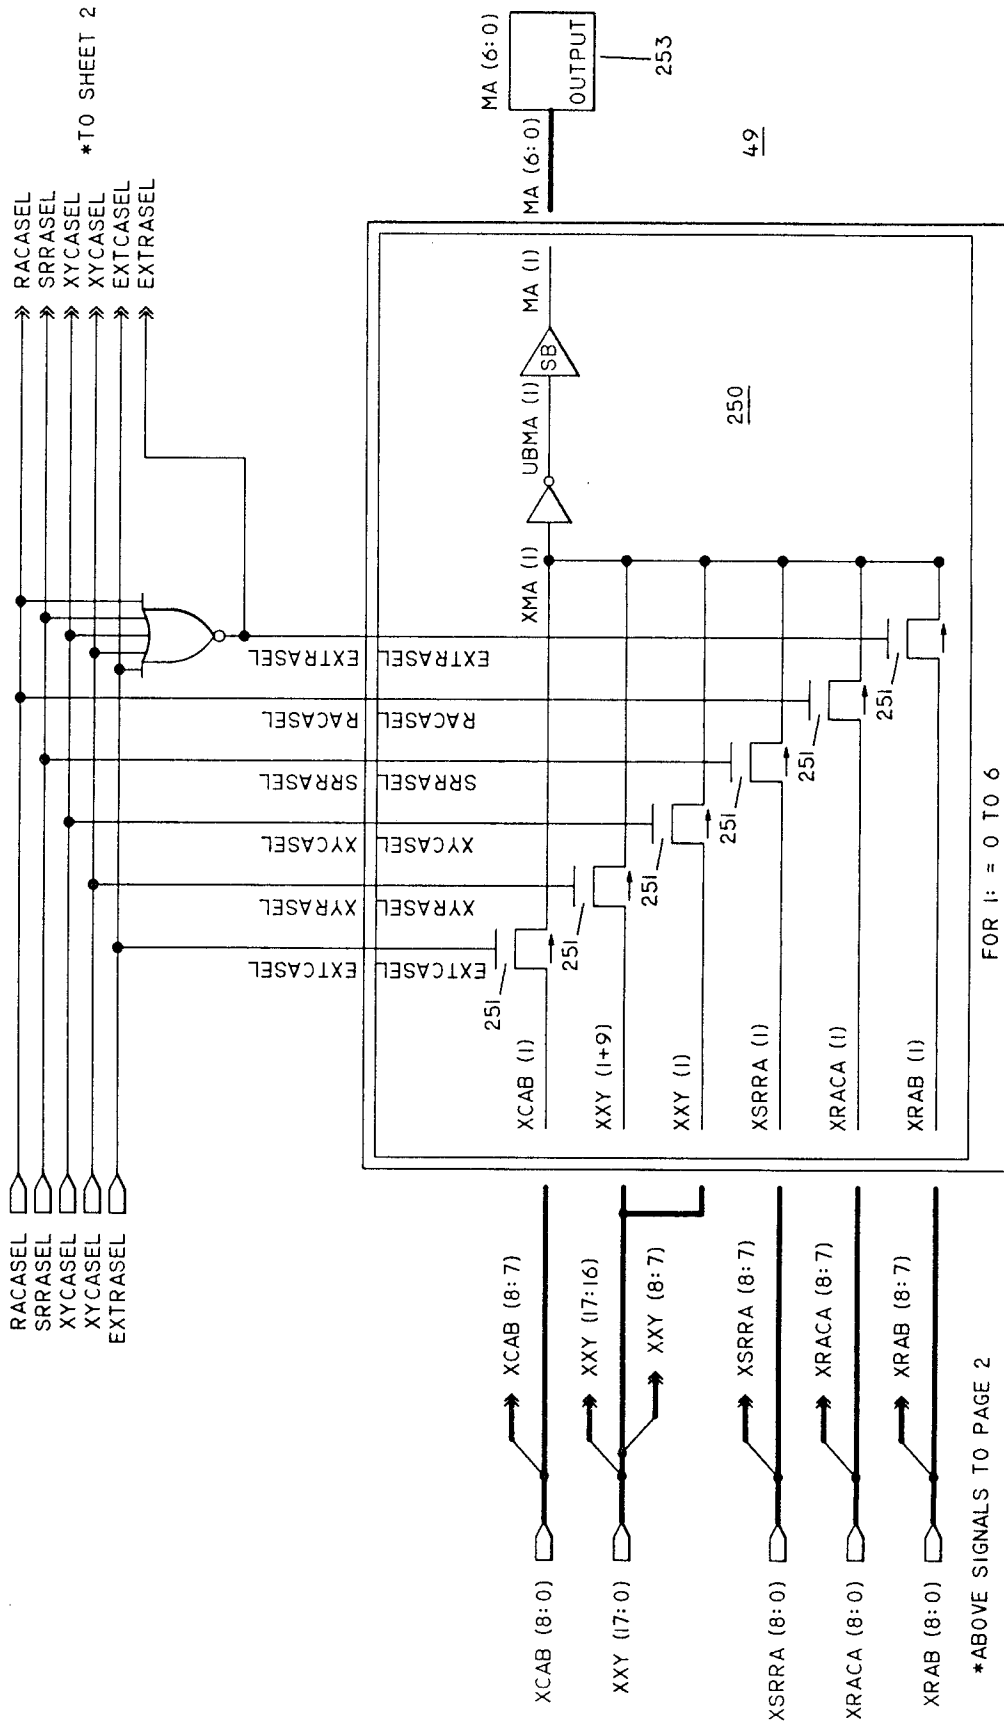 RACASEL
SRRASEL
XYCASEL
XYCASEL
EXTRASEL
RACASEL
SRRASEL
XYCASEL
XYCASEL
EXTCASEL
EXTRASEL
*TO SHEET 2
EXTCASEL
XYRASEL
XYCASEL
SRRASEL
RACASEL
EXTRASEL
EXTCASEL
XYRASEL
XYCASEL
SRRASEL
RACASEL
EXTRASEL
XCAB (8:0)
XCAB (8:7)
XXY (17:0)
XXY (17:16)
XXY (8:7)
XSRRA (8:0)
XSRRA (8:7)
XRACA (8:0)
XRACA (8:7)
XRAB (8:0)
XRAB (8:7)
*ABOVE SIGNALS TO PAGE 2
XCAB (I)
251
XXY (I+9)
251
XXY (I)
251
XSRRA (I)
251
XRACA (I)
251
XRAB (I)
251
XMA (I)
UBMA (I)
SB
MA (I)
250
MA (6:0)
MA (6:0)
OUTPUT
253
49
FOR I: = 0 TO 6